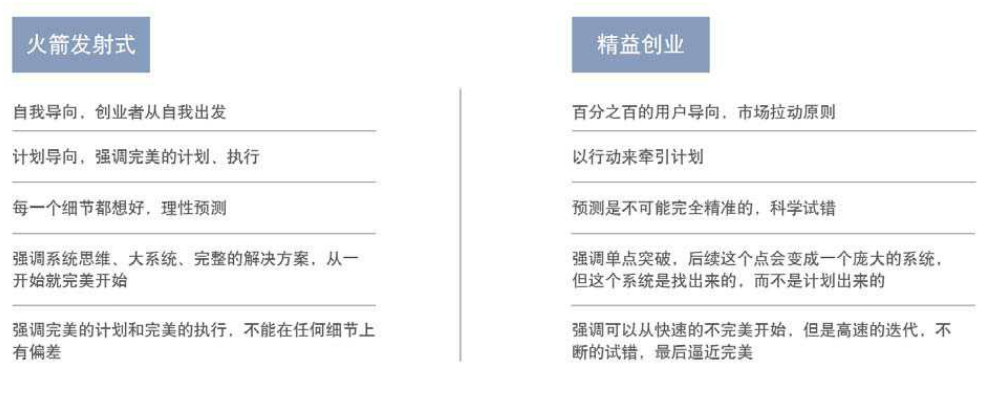 火箭发射式
自我导向，创业者从自我出发
计划导向，强调完美的计划、执行
每一个细节都想好，理性预测
强调系统思维、大系统、完整的解决方案，从一
开始就完美开始
强调完美的计划和完美的执行，不能在任何细节上
有偏差
精益创业
百分之百的用户导向，市场拉动原则
以行动来牵引计划
预测是不可能完全精准的，科学试错
强调单点突破，后续这个点会变成一个庞大的系统，
但这个系统是找出来的，而不是计划出来的
强调可以从快速的不完美开始，但是高速的迭代，不
断的试错，最后逼近完美